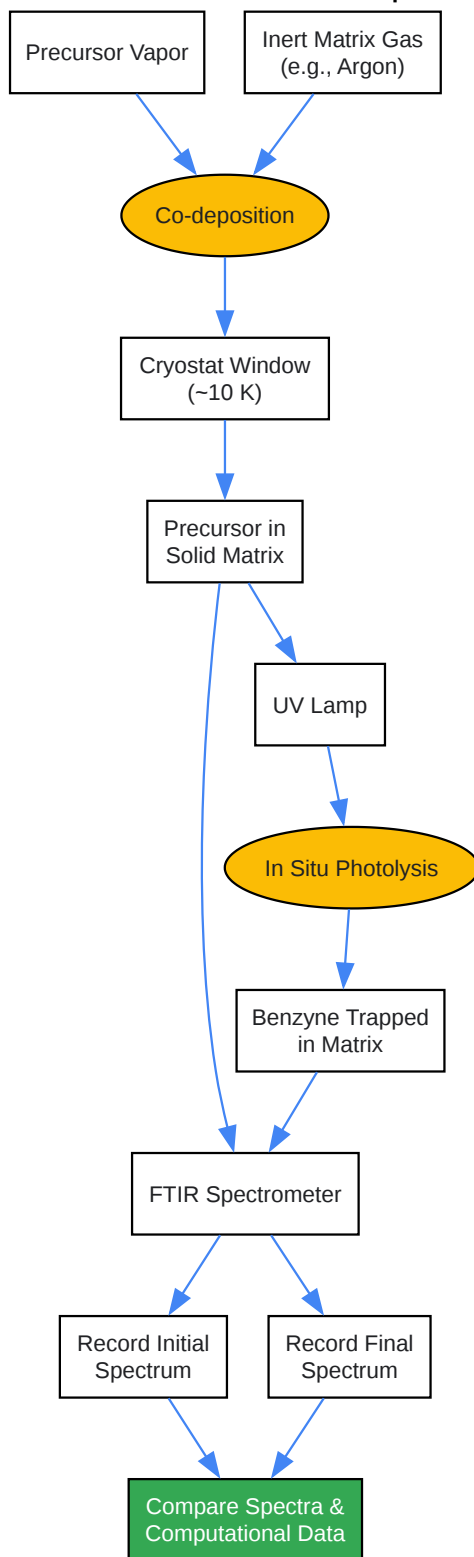 Precursor Vapor
Inert Matrix Gas
(e.g., Argon)
Co-deposition
Cryostat Window
(~10 K)
Precursor in
Solid Matrix
UV Lamp
In Situ Photolysis
Benzyne Trapped
in Matrix
FTIR Spectrometer
Record Initial
Spectrum
Record Final
Spectrum
Compare Spectra &
Computational Data